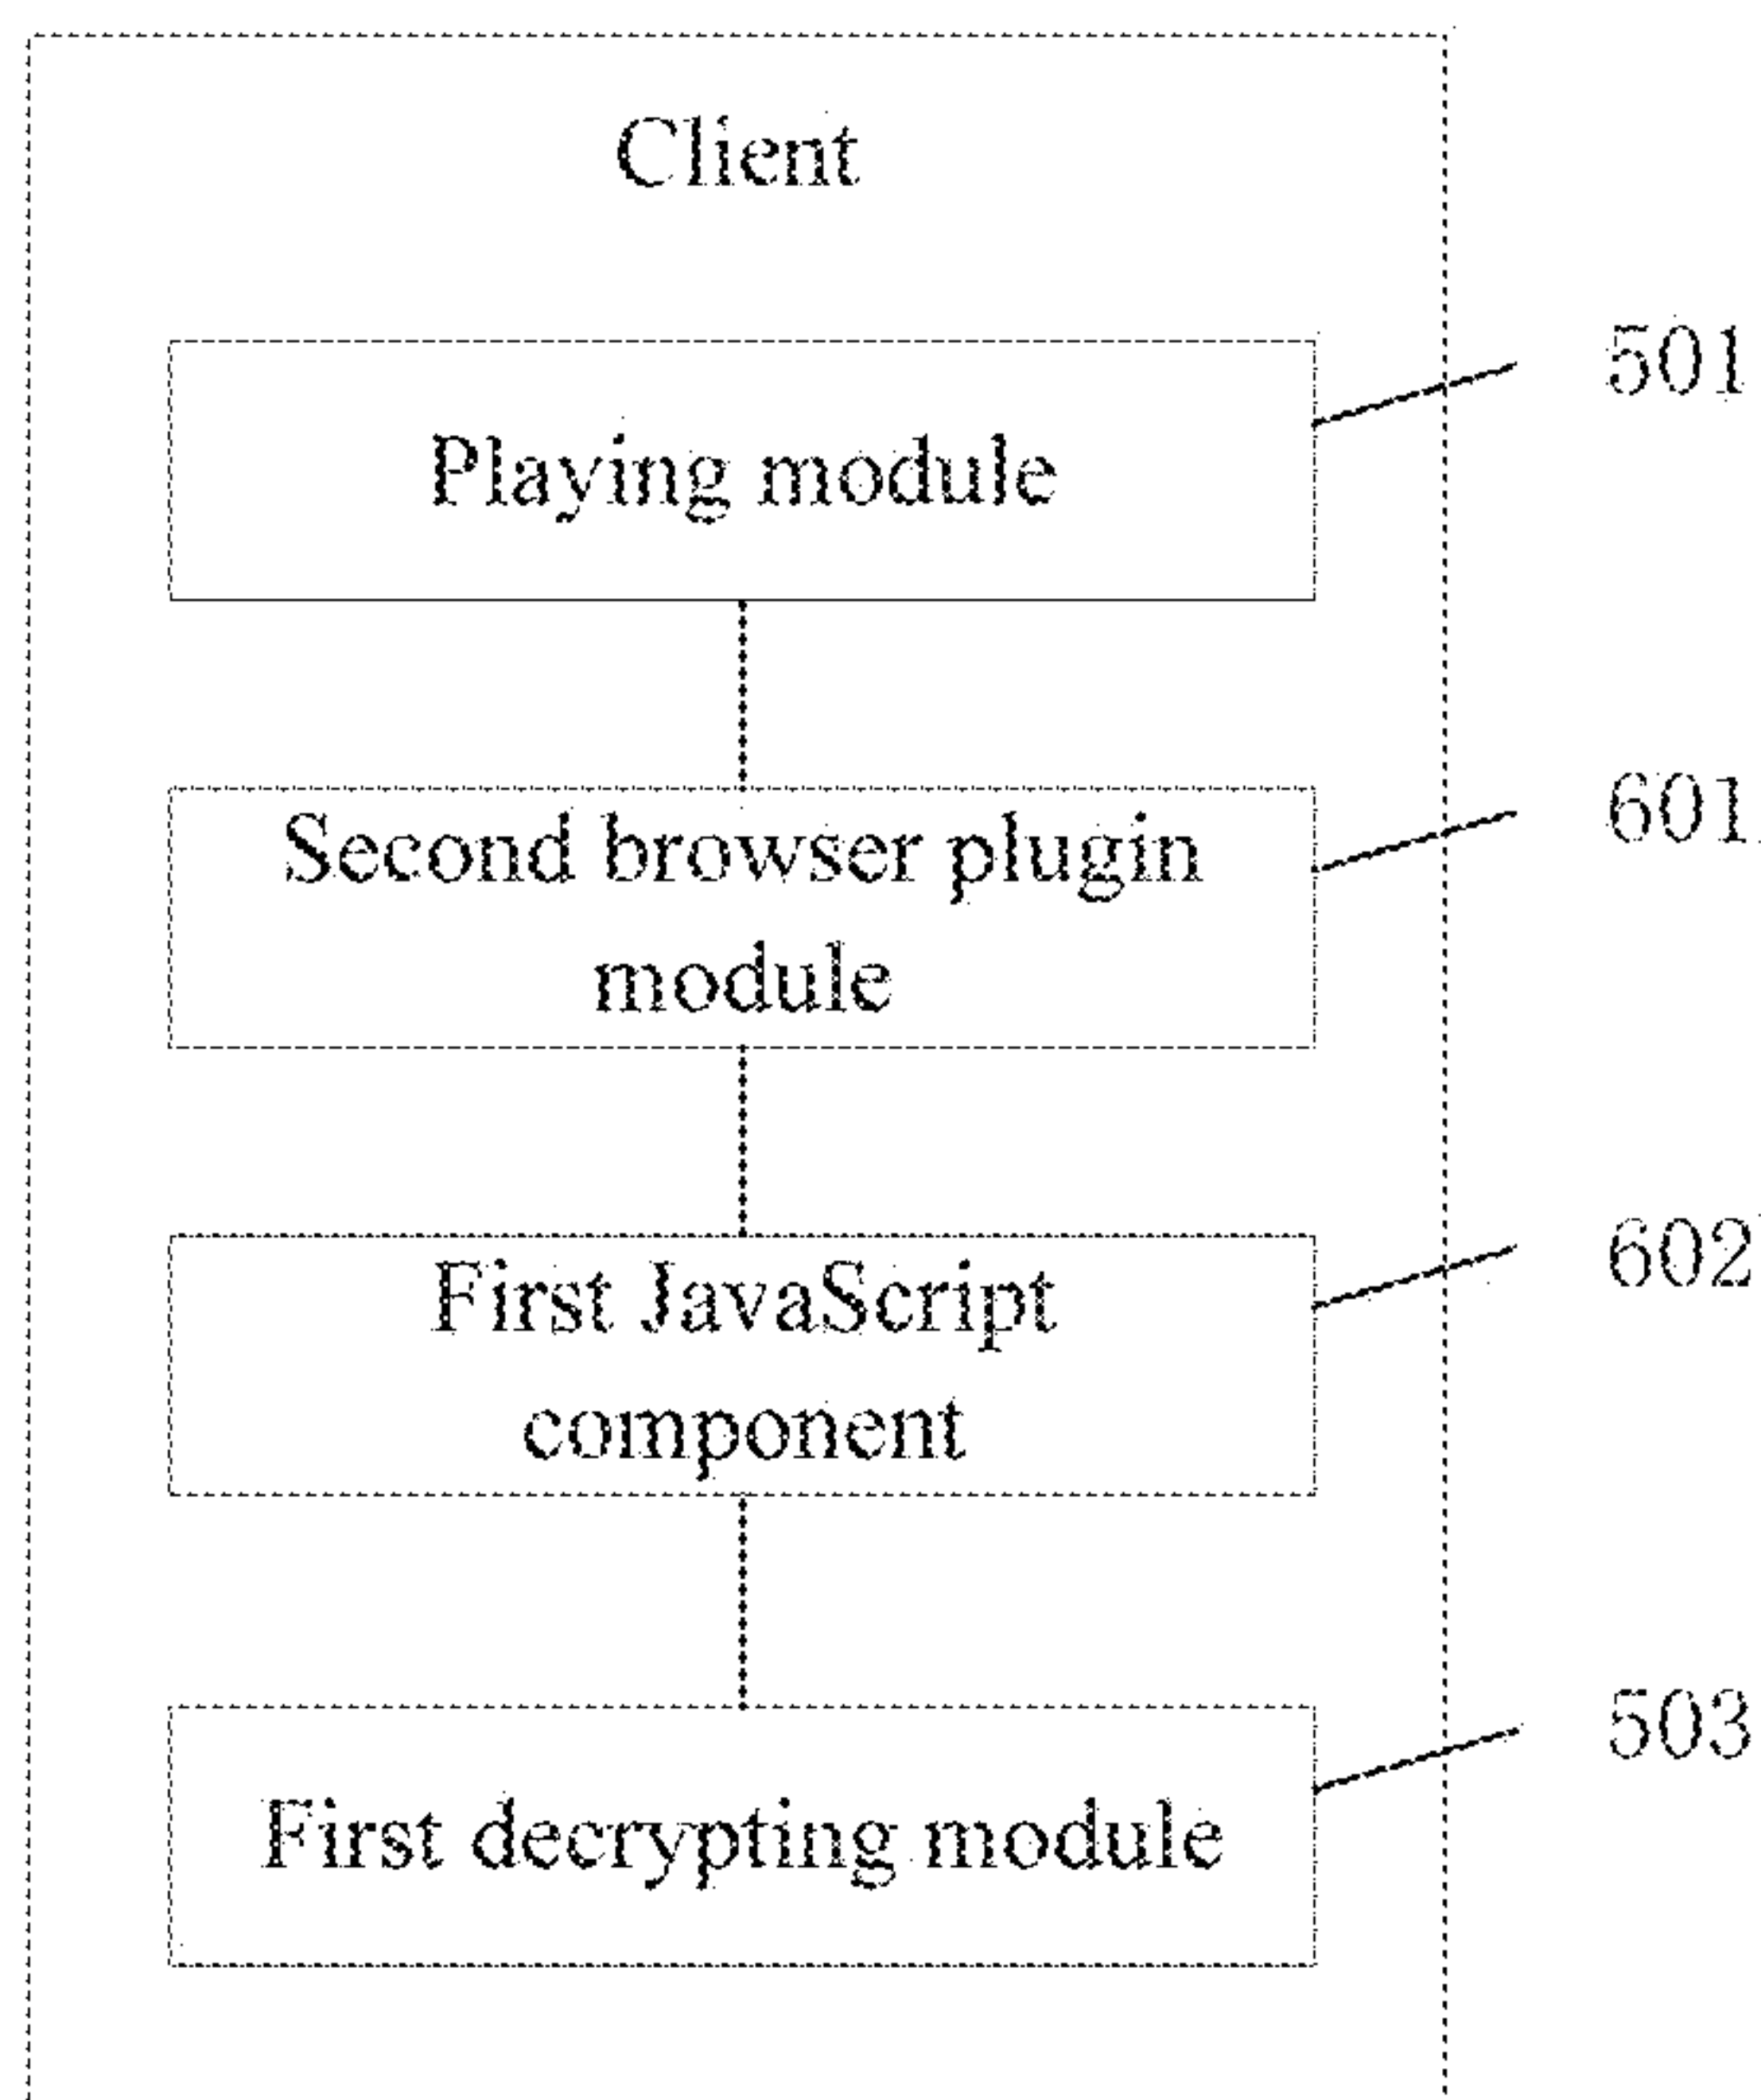 Client
Playing module
501
Second browser plugin
module
601
First JavaScript
component
602
First decrypting module
503